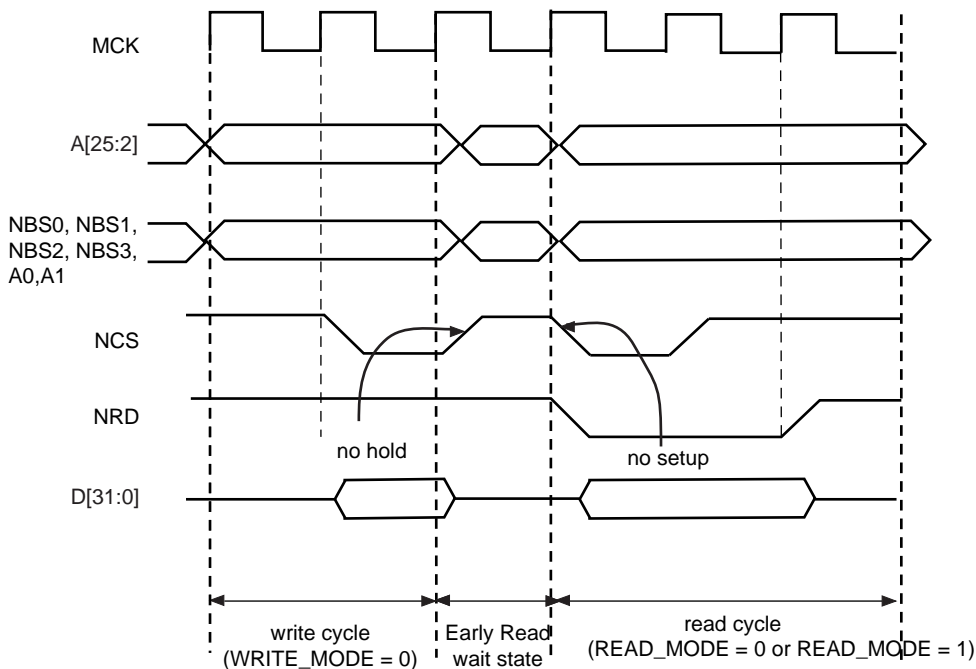 MCK
A[25:2]
NBS0, NBS1,
NBS2, NBS3,
A0,A1
NCS
NRD
no hold
no setup
D[31:0]
write cycle
(WRITE_MODE = 0)
Early Read
wait state
read cycle
(READ_MODE = 0 or READ_MODE = 1)